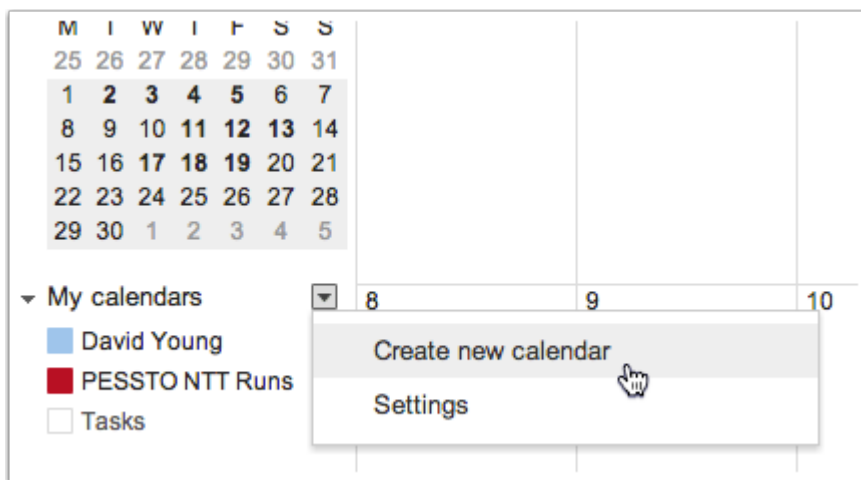 M T W T F S S
25 26 27 28 29 30 31
1 2 3 4 5 6 7
8 9 10 11 12 13 14
15 16 17 18 19 20 21
22 23 24 25 26 27 28
29 30 1 2 3 4 5
My calendars
8 9 10
David Young
PESSTO NTT Runs
Tasks
Create new calendar
Settings